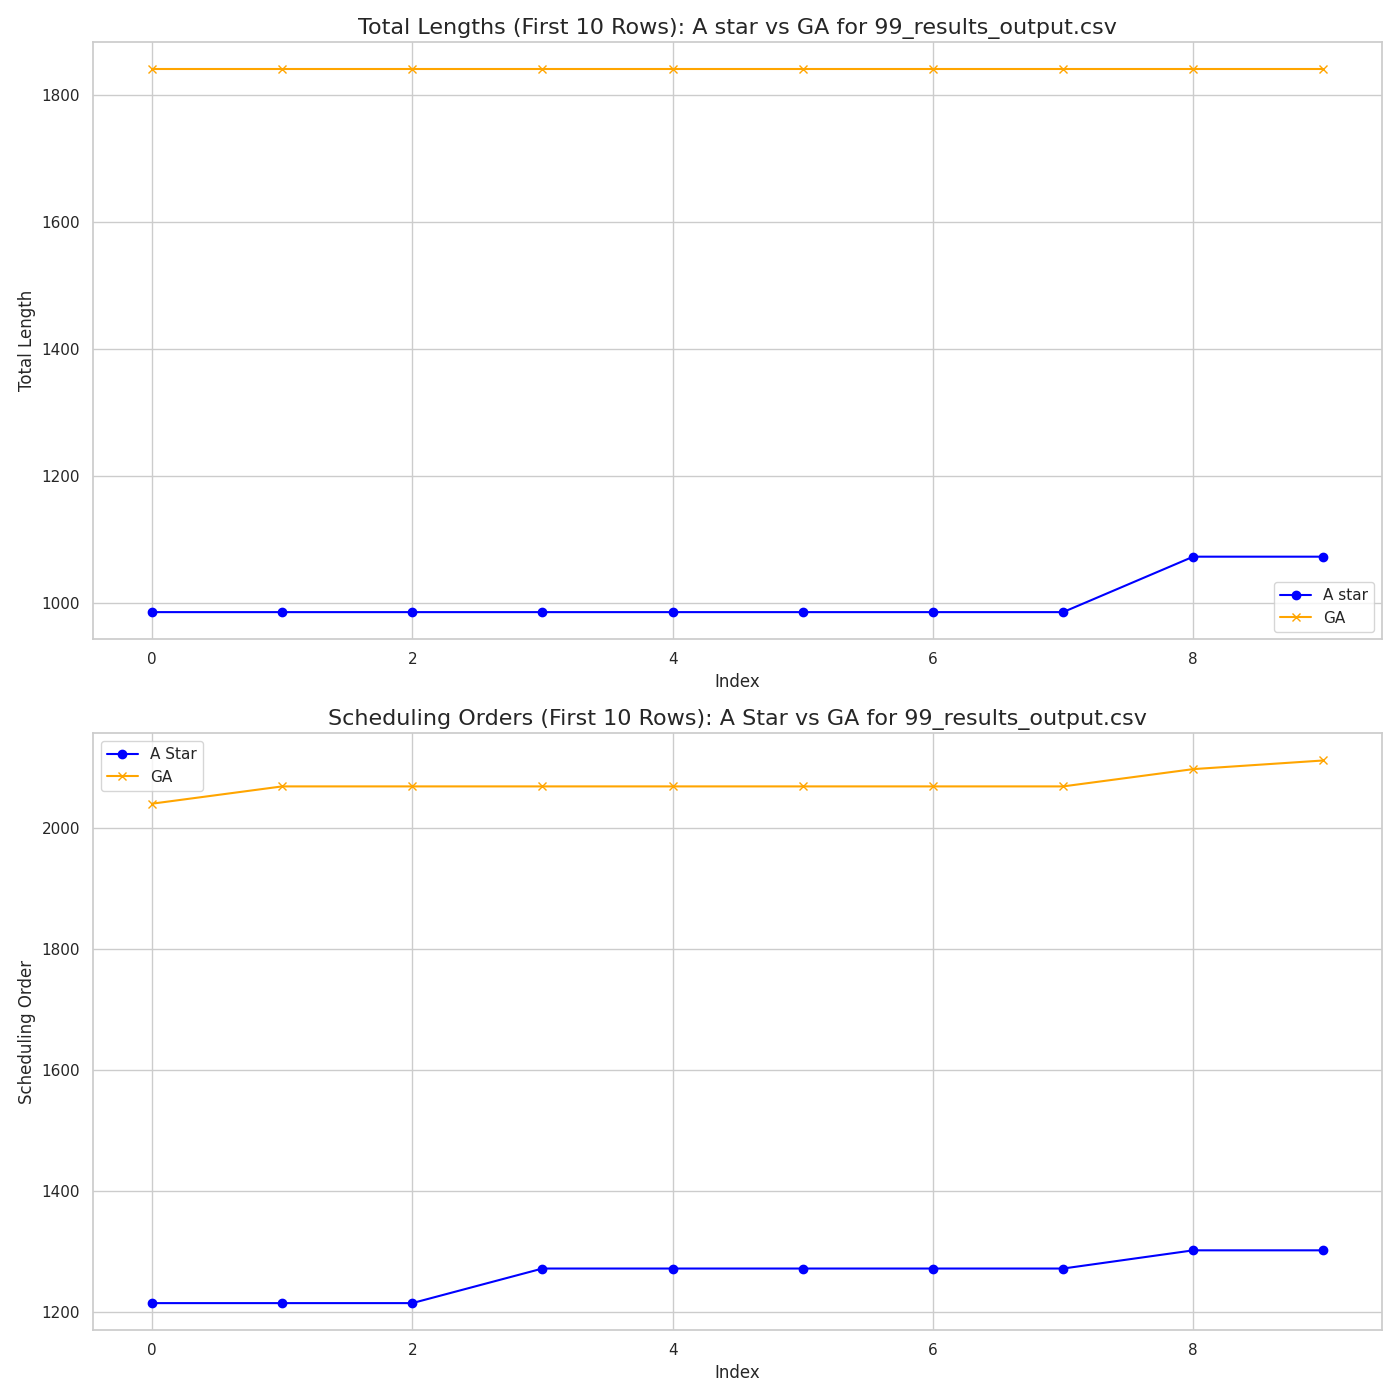 Total Lengths (First 10 Rows): A star vs GA for 99_results_output.csv
1800
1600
1400
1200
1000
Total Length
A star
GA
0 2 4 6 8
Index
Scheduling Orders (First 10 Rows): A Star vs GA for 99_results_output.csv
A Star
GA
2000
1800
1600
1400
1200
Scheduling Order
0 2 4 6 8
Index